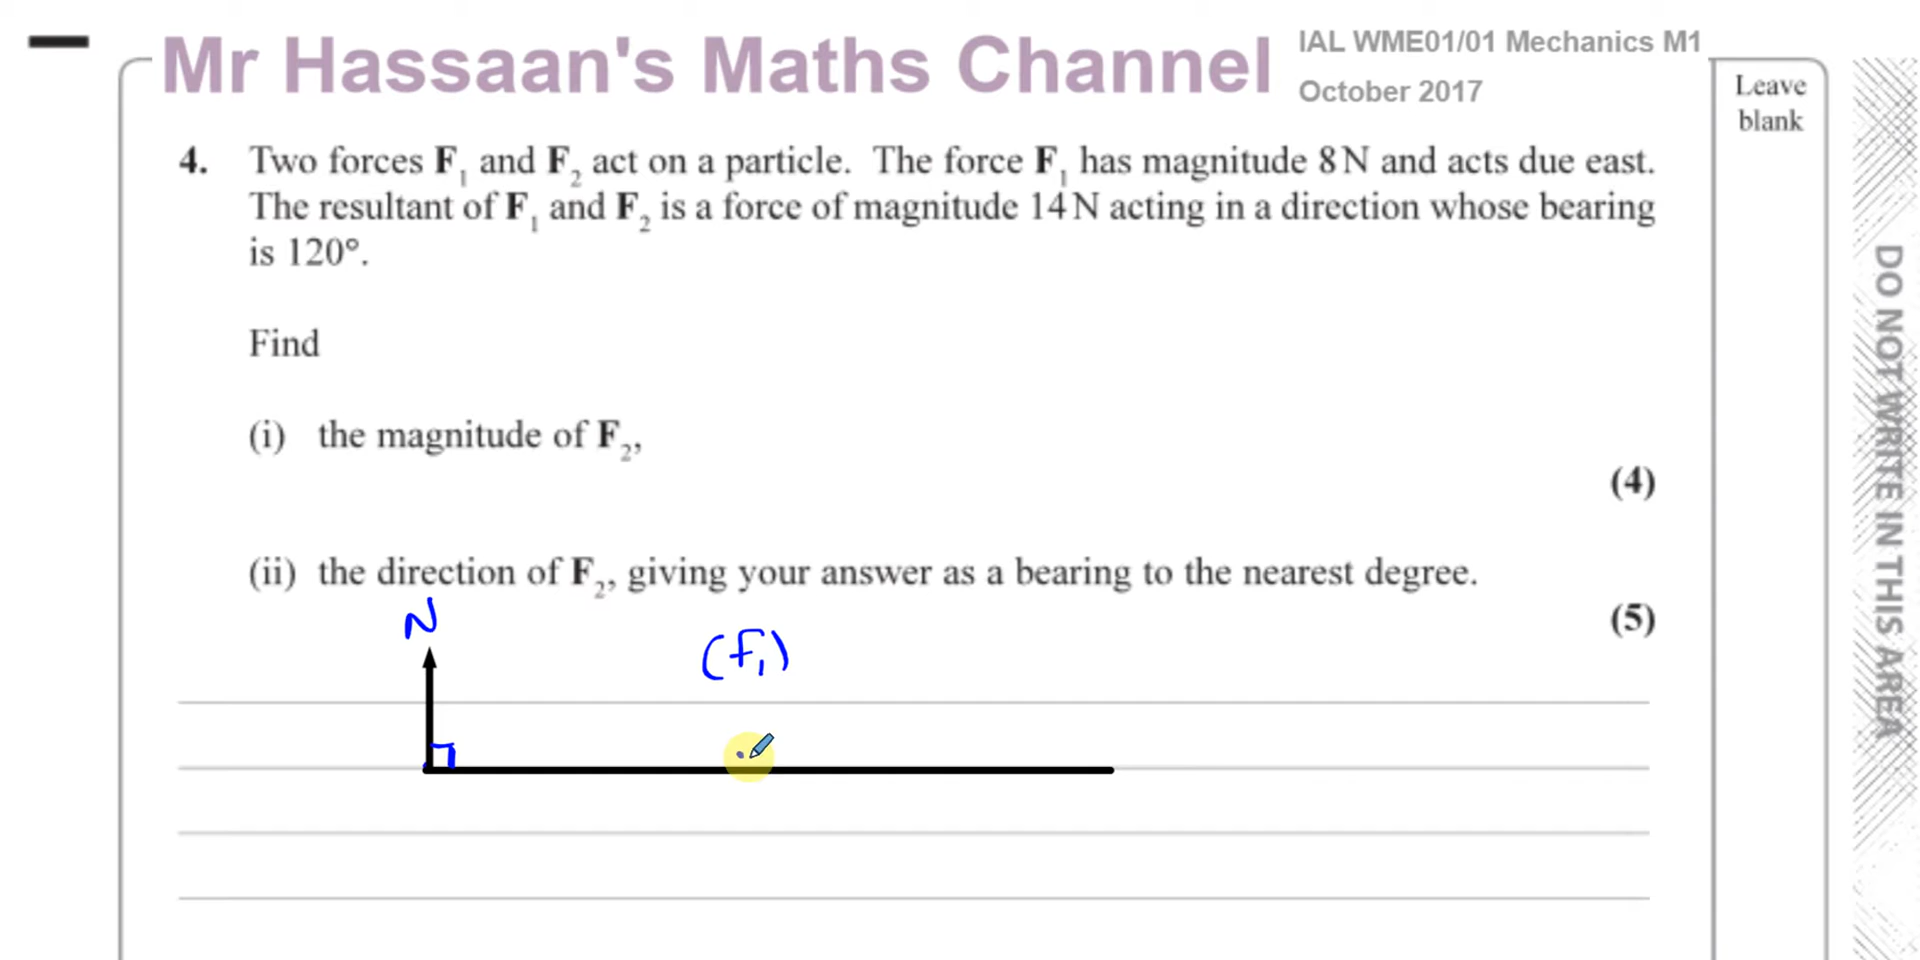 Mr Hassaan's Maths Channel
IAL WME01/01 Mechanics M1
October 2017
Leave
blank
4. Two forces F₁ and F₂ act on a particle. The force F₁ has magnitude 8 N and acts due east.
The resultant of F₁ and F₂ is a force of magnitude 14 N acting in a direction whose bearing
is 120°.
Find
(i) the magnitude of F₂,
(4)
(ii) the direction of F₂, giving your answer as a bearing to the nearest degree.
(5)
N
(F₁)
DO NOT WRITE IN THIS AREA